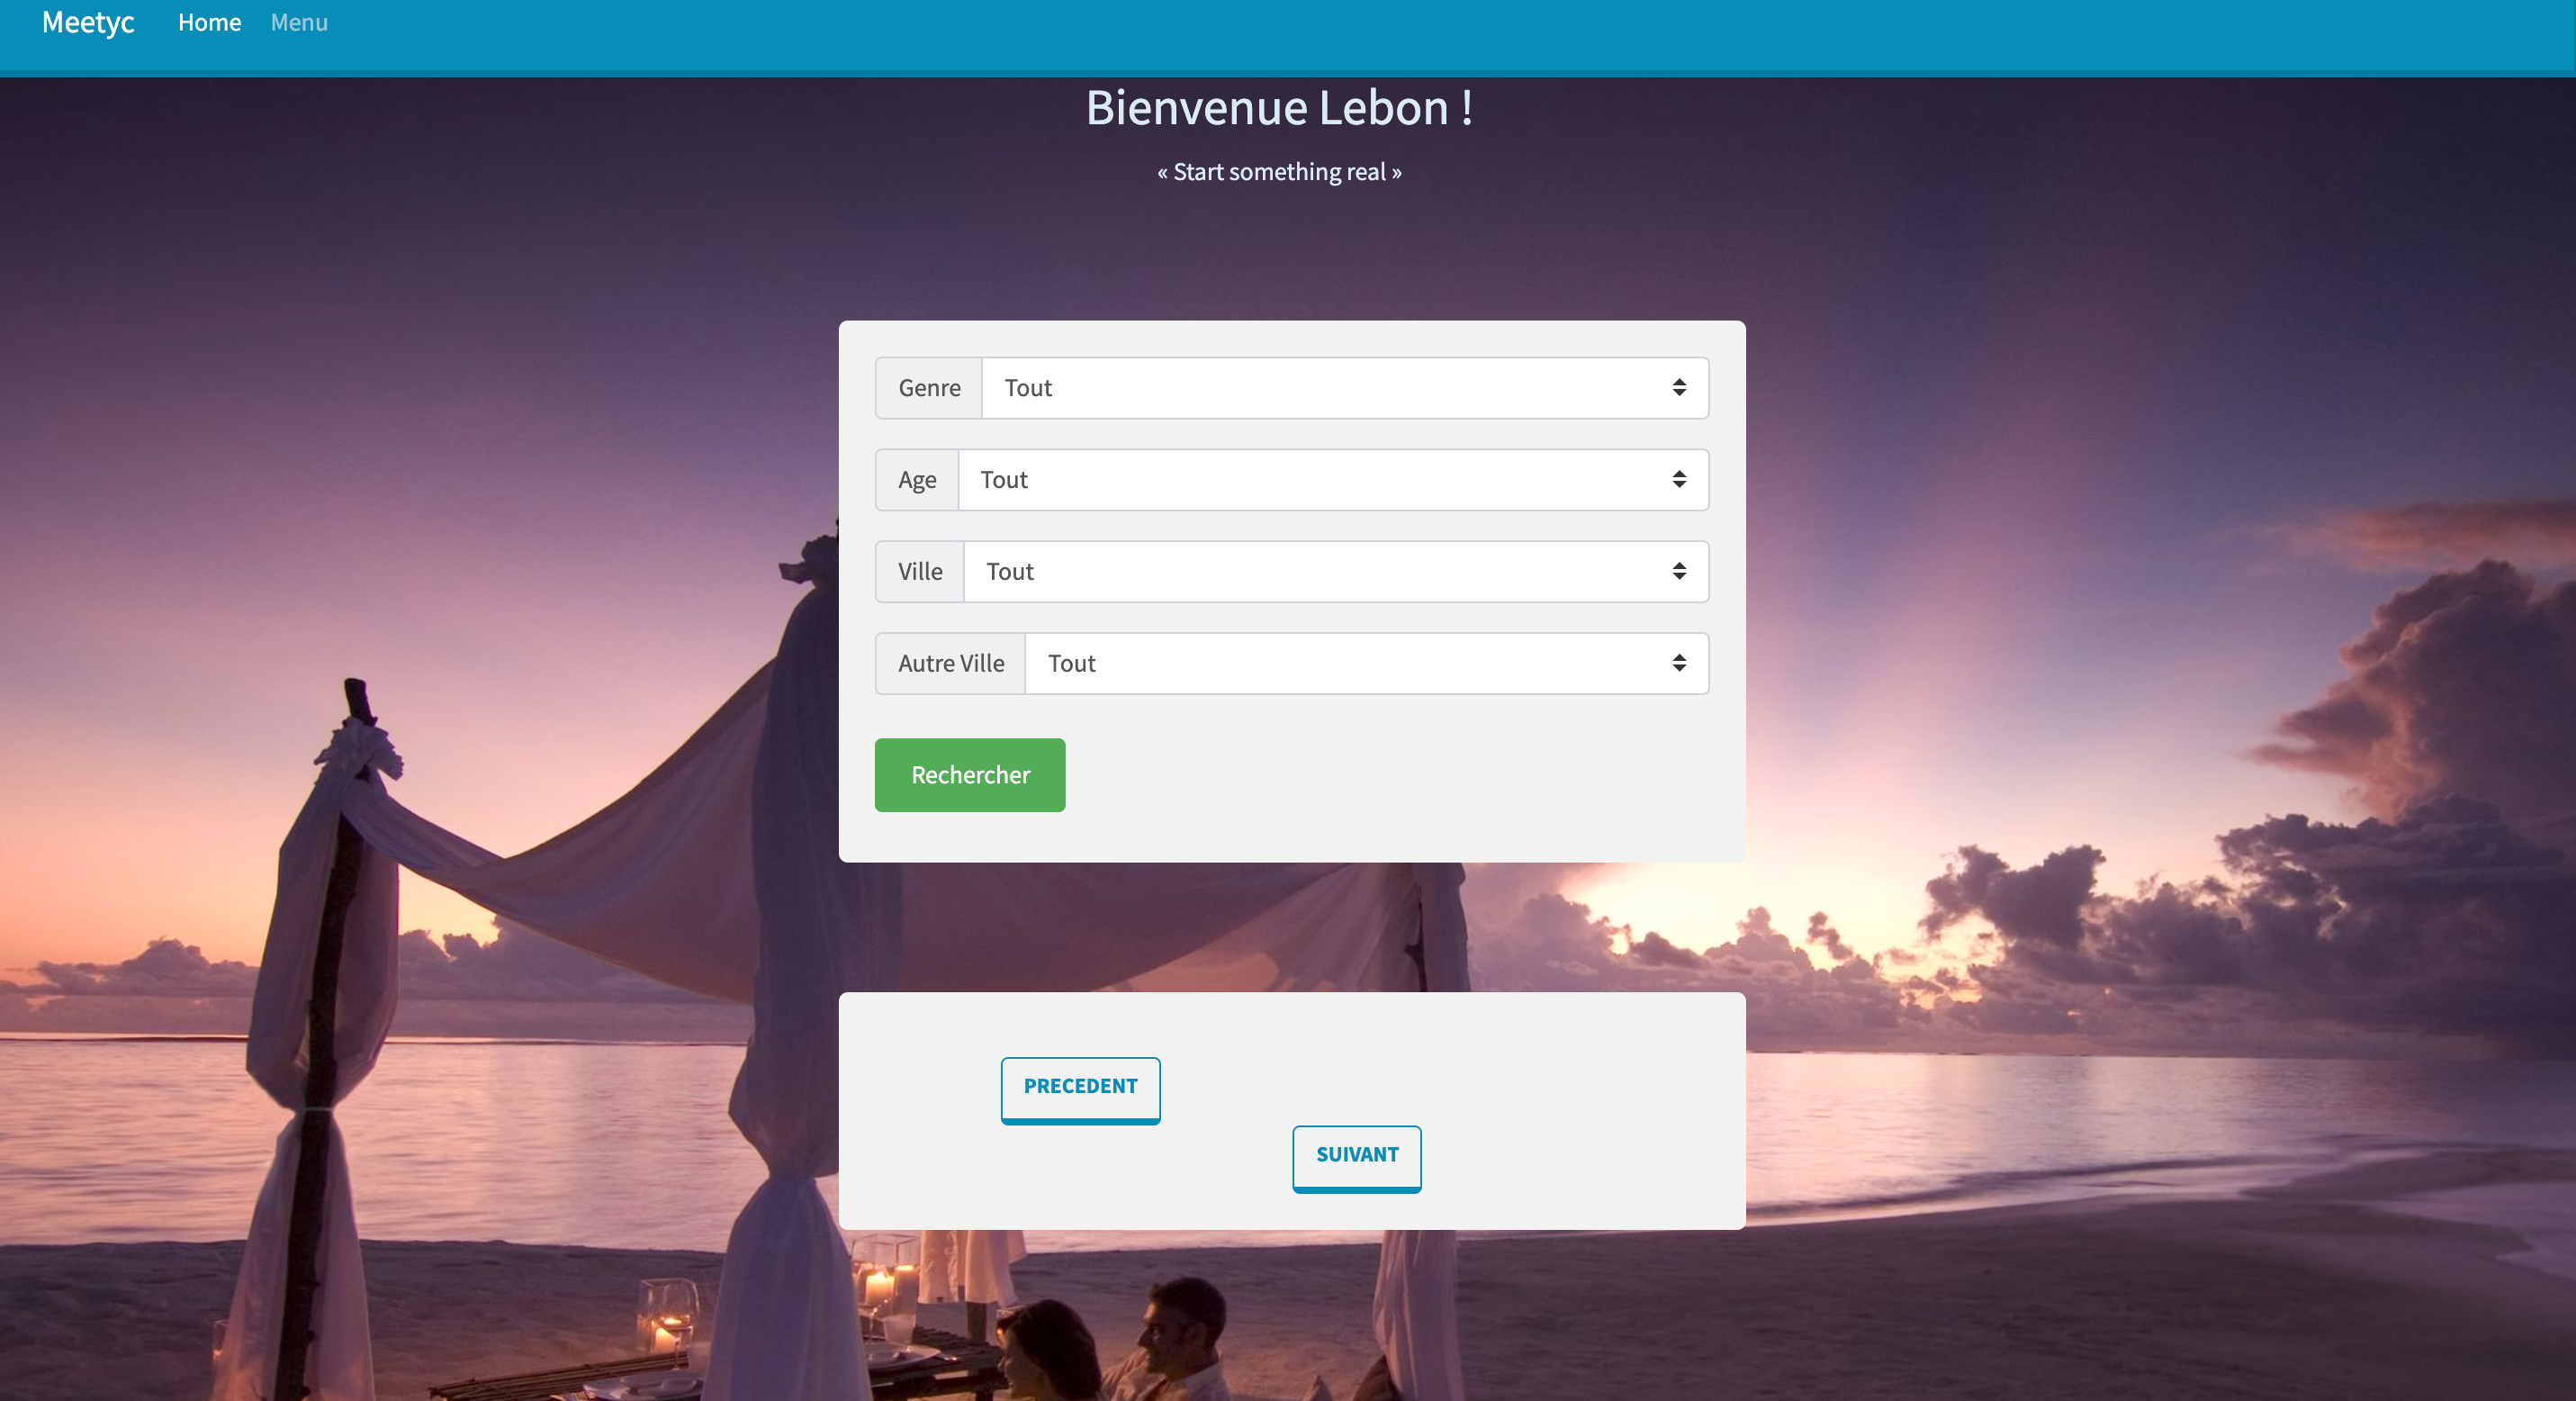 Meetyc Home Menu
Bienvenue Lebon !
« Start something real »
Genre Tout
Age Tout
Ville Tout
Autre Ville Tout
Rechercher
PRECEDENT
SUIVANT